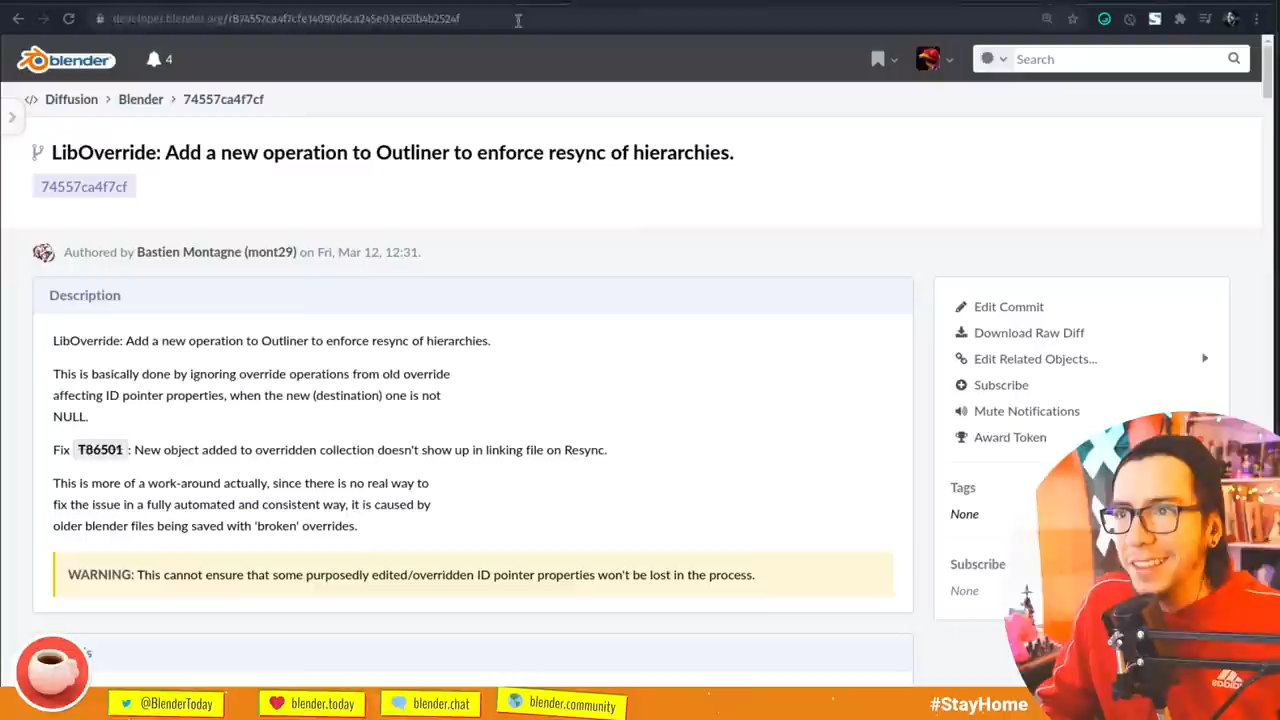 developer.blender.org/rB74557ca4f7cfe14090d6ca245e03e651b4b2524f
blender
4
Search
Diffusion
Blender
74557ca4f7cf
LibOverride: Add a new operation to Outliner to enforce resync of hierarchies.
74557ca4f7cf
Authored by Bastien Montagne (mont29) on Fri, Mar 12, 12:31.
Description
LibOverride: Add a new operation to Outliner to enforce resync of hierarchies.
This is basically done by ignoring override operations from old override
affecting ID pointer properties, when the new (destination) one is not
NULL.
Fix T86501 : New object added to overridden collection doesn't show up in linking file on Resync.
This is more of a work-around actually, since there is no real way to
fix the issue in a fully automated and consistent way, it is caused by
older blender files being saved with 'broken' overrides.
WARNING: This cannot ensure that some purposedly edited/overridden ID pointer properties won't be lost in the process.
Edit Commit
Download Raw Diff
Edit Related Objects...
Subscribe
Mute Notifications
Award Token
Tags
None
Subscribe
None
@BlenderToday
blender.today
blender.chat
blender.community
#StayHome